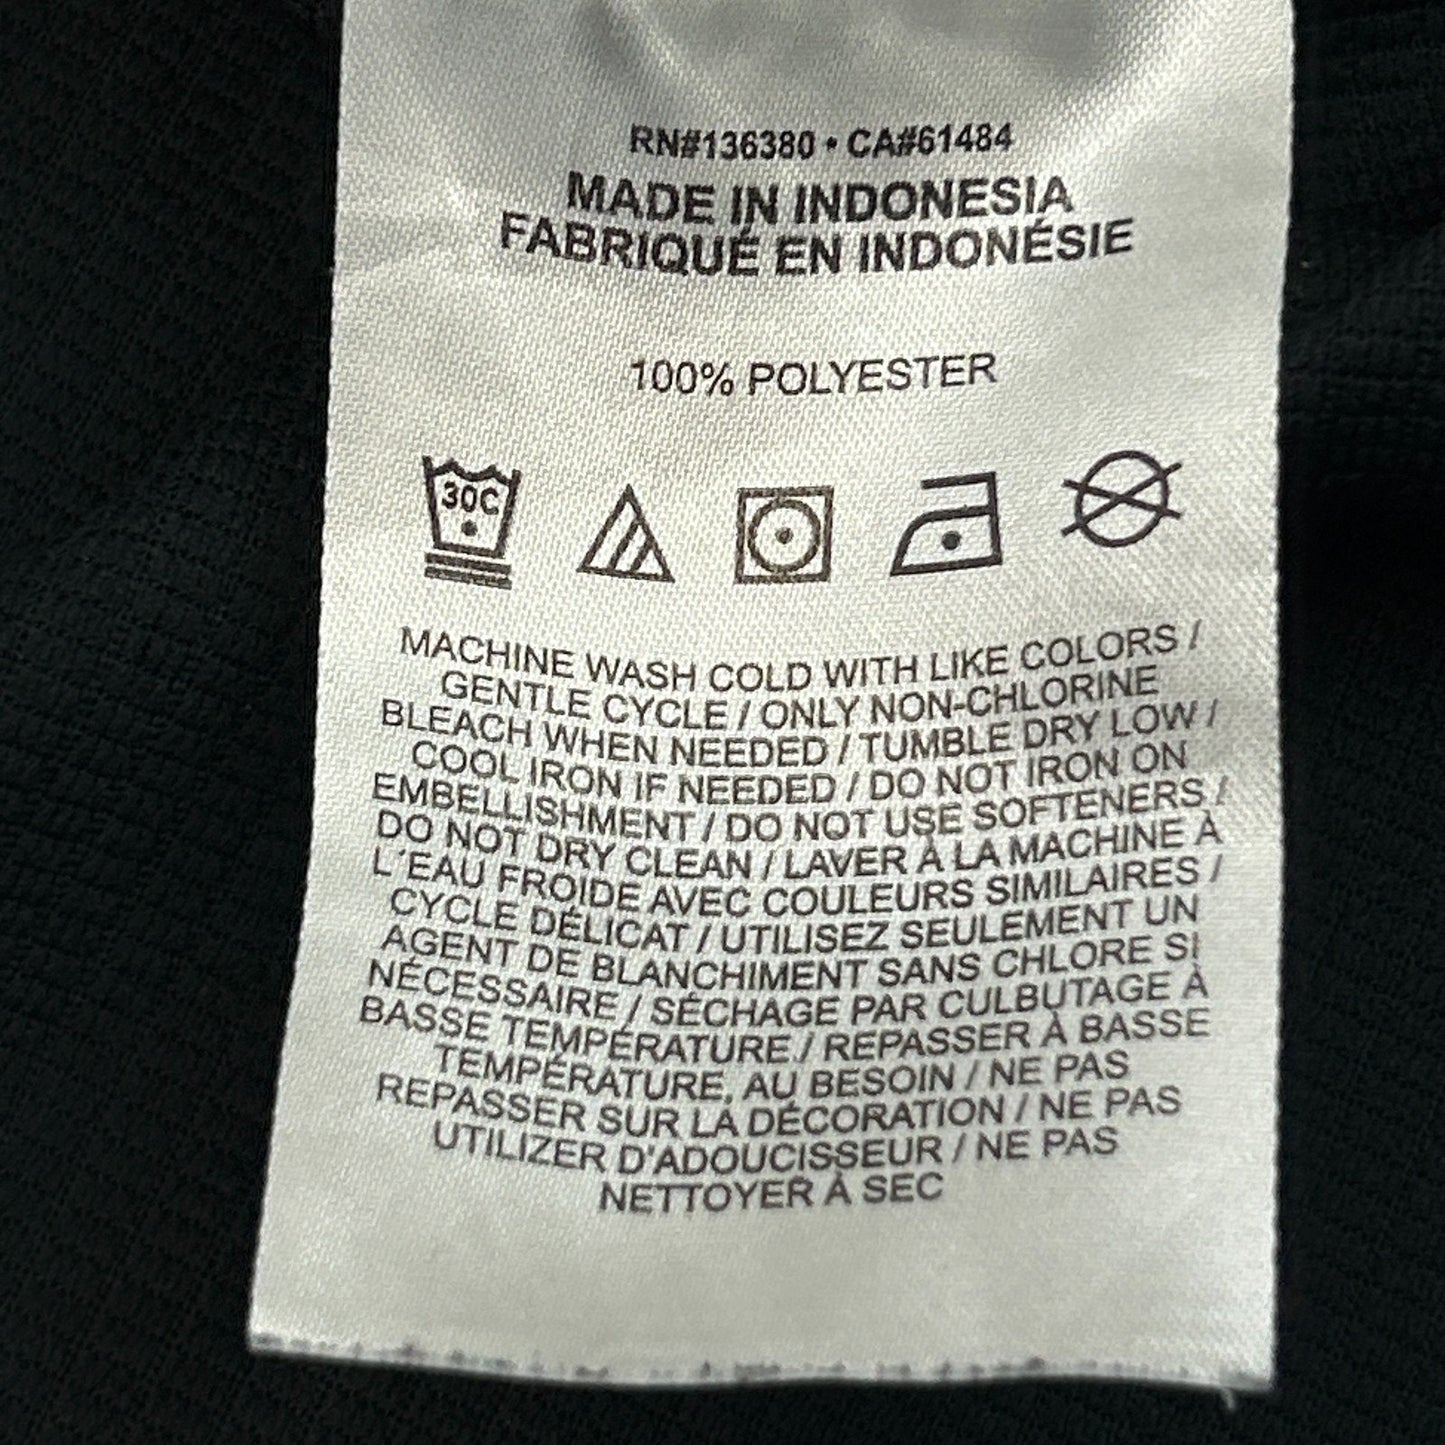 RN#136380 • CA#61484
MADE IN INDONESIA
FABRIQUÉ EN INDONÉSIE
100% POLYESTER
30C
MACHINE WASH COLD WITH LIKE COLORS /
GENTLE CYCLE / ONLY NON-CHLORINE
BLEACH WHEN NEEDED / TUMBLE DRY LOW /
COOL IRON IF NEEDED / DO NOT IRON ON
EMBELLISHMENT / DO NOT USE SOFTENERS /
DO NOT DRY CLEAN / LAVER À LA MACHINE À
L´EAU FROIDE AVEC COULEURS SIMILAIRES /
CYCLE DÉLICAT / UTILISEZ SEULEMENT UN
AGENT DE BLANCHIMENT SANS CHLORE SI
NÉCESSAIRE / SÉCHAGE PAR CULBUTAGE À
BASSE TEMPÉRATURE / REPASSER À BASSE
TEMPÉRATURE, AU BESOIN / NE PAS
REPASSER SUR LA DÉCORATION / NE PAS
UTILIZER D'ADOUCISSEUR / NE PAS
NETTOYER À SEC